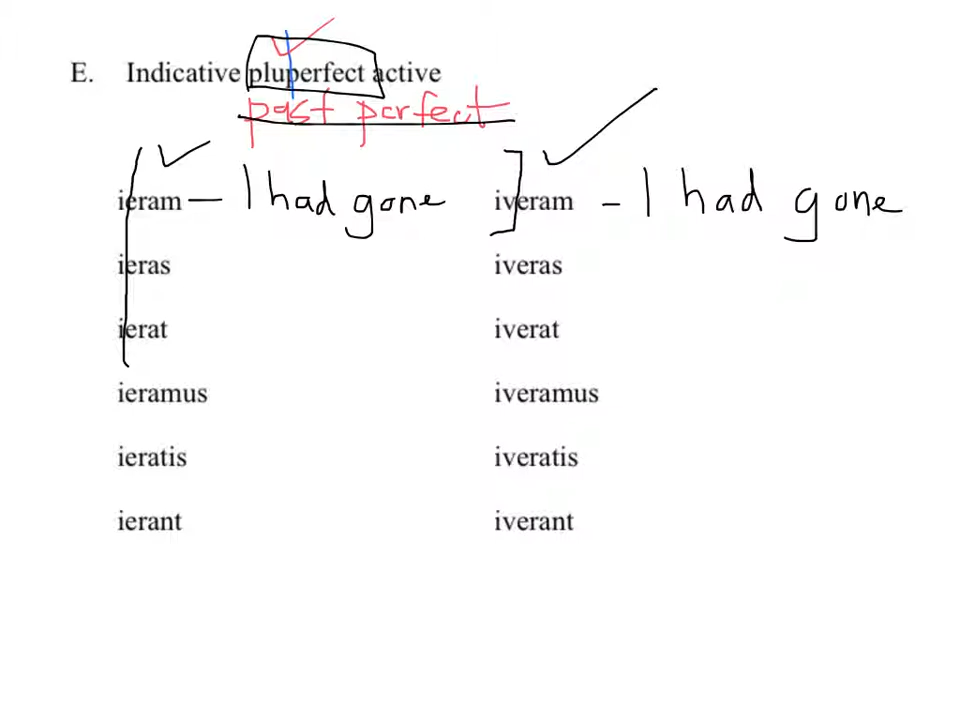 E. Indicative pluperfect active
past perfect
ieram — I had gone iveram - I had gone
ieras iveras
ierat iverat
ieramus iveramus
ieratis iveratis
ierant iverant